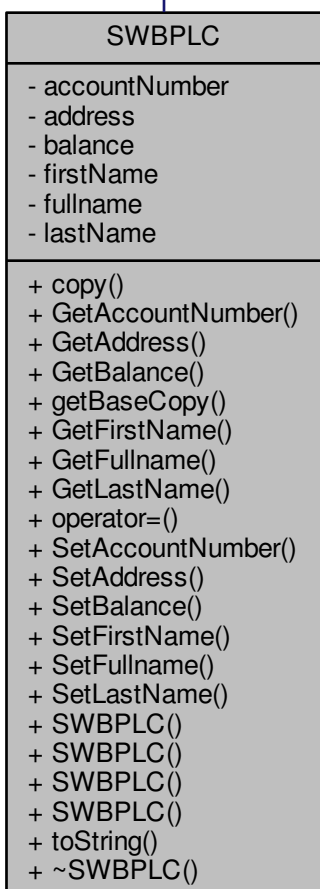 SWBPLC
- accountNumber
- address
- balance
- firstName
- fullname
- lastName
+ copy()
+ GetAccountNumber()
+ GetAddress()
+ GetBalance()
+ getBaseCopy()
+ GetFirstName()
+ GetFullname()
+ GetLastName()
+ operator=()
+ SetAccountNumber()
+ SetAddress()
+ SetBalance()
+ SetFirstName()
+ SetFullname()
+ SetLastName()
+ SWBPLC()
+ SWBPLC()
+ SWBPLC()
+ SWBPLC()
+ toString()
+ ~SWBPLC()